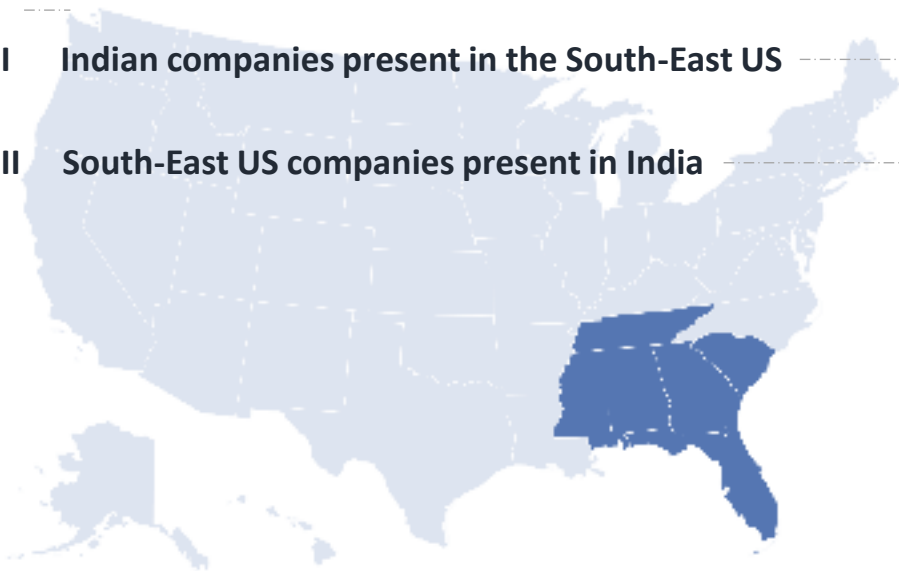 I Indian companies present in the South-East US
II South-East US companies present in India